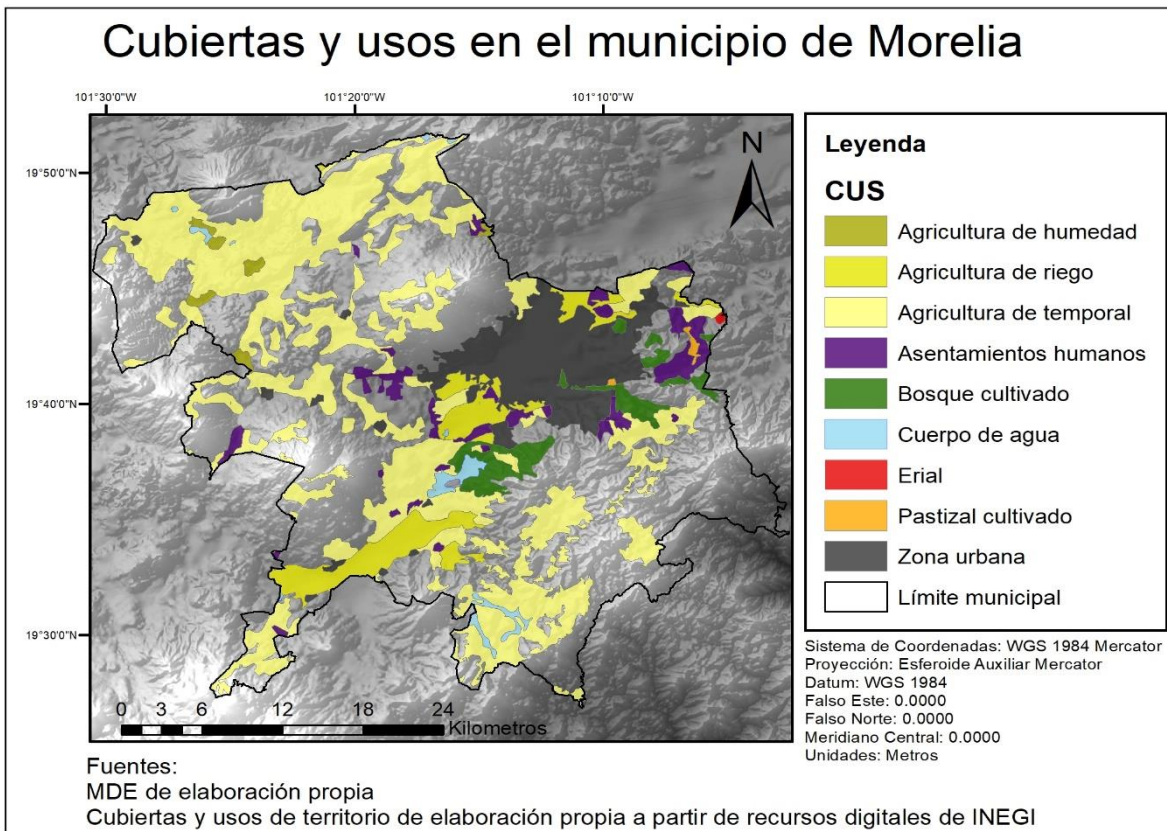 Cubiertas y usos en el municipio de Morelia
101°30'0"W
101°20'0"W
101°10'0"W
19°50'0"N
19°45'0"N
19°40'0"N
19°30'0"N
N
0 3 6 12 18 24
Kilometros
Leyenda
CUS
Agricultura de humedad
Agricultura de riego
Agricultura de temporal
Asentamientos humanos
Bosque cultivado
Cuerpo de agua
Erial
Pastizal cultivado
Zona urbana
Límite municipal
Sistema de Coordenadas: WGS 1984 Mercator
Proyección: Esferoide Auxiliar Mercator
Datum: WGS 1984
Falso Este: 0.0000
Falso Norte: 0.0000
Meridiano Central: 0.0000
Unidades: Metros
Fuentes:
MDE de elaboración propia
Cubiertas y usos de territorio de elaboración propia a partir de recursos digitales de INEGI